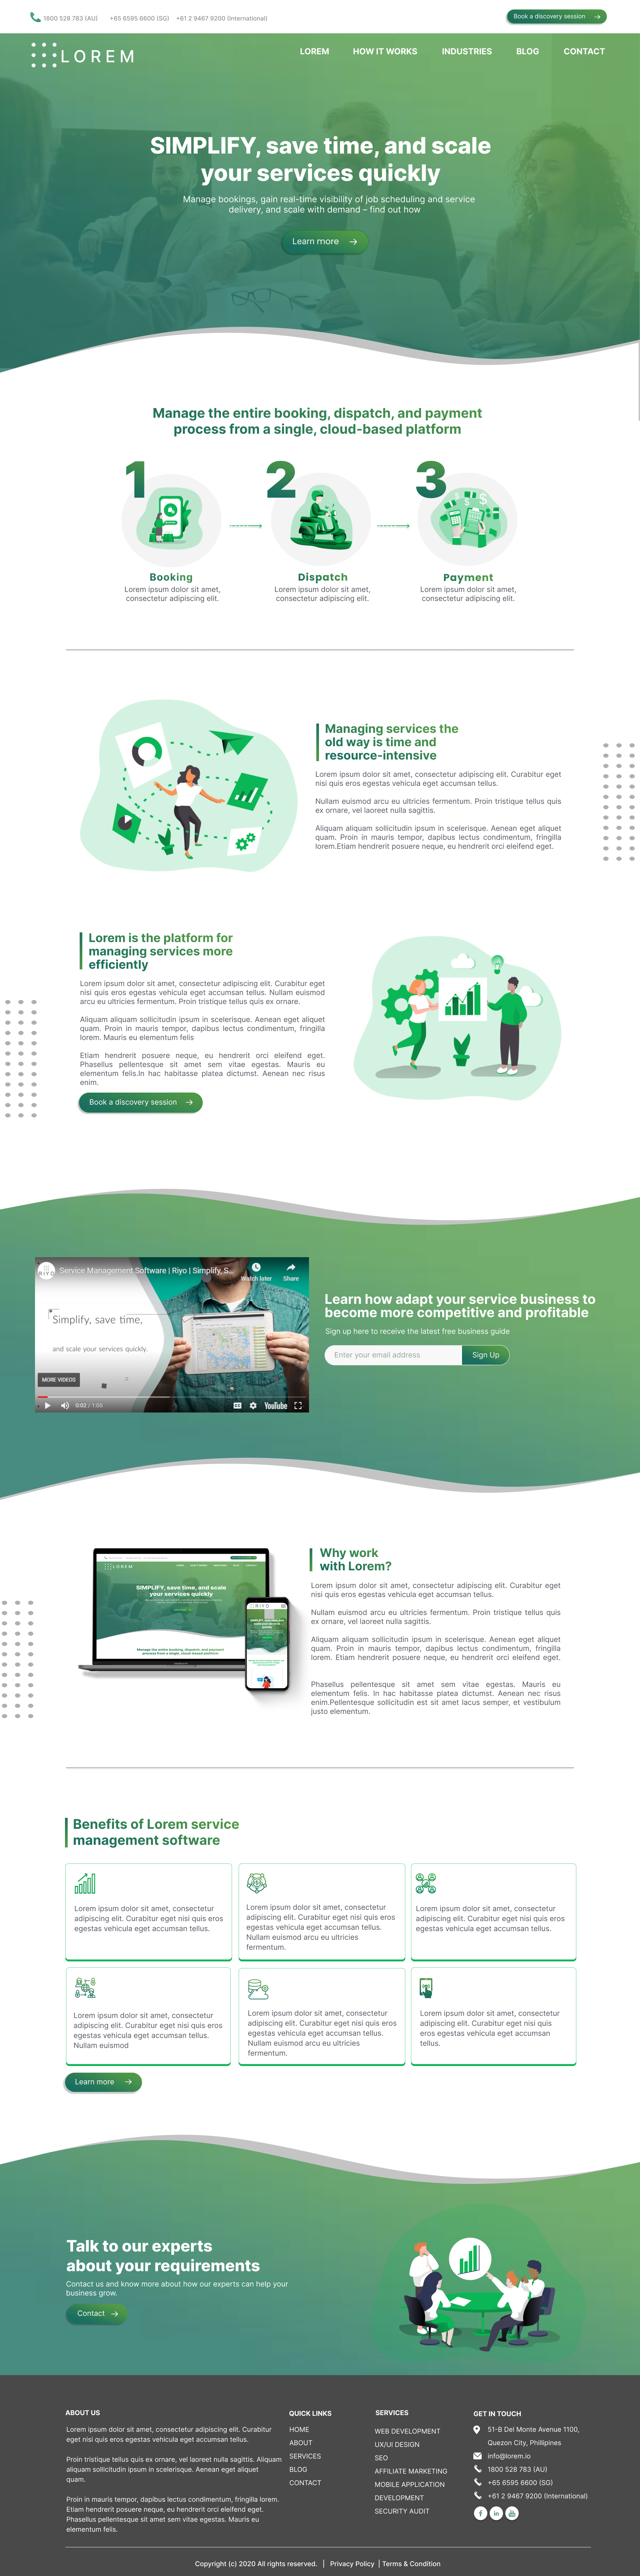 1800 528 783 (AU) +65 6595 6600 (SG) +61 2 9467 9200 (International)
Book a discovery session
LOREM
LOREM HOW IT WORKS INDUSTRIES BLOG CONTACT
SIMPLIFY, save time, and scale
your services quickly
Manage bookings, gain real-time visibility of job scheduling and service
delivery, and scale with demand – find out how
Learn more
Manage the entire booking, dispatch, and payment
process from a single, cloud-based platform
1
Booking
Lorem ipsum dolor sit amet,
consectetur adipiscing elit.
2
Dispatch
Lorem ipsum dolor sit amet,
consectetur adipiscing elit.
3
Payment
Lorem ipsum dolor sit amet,
consectetur adipiscing elit.
Managing services the
old way is time and
resource-intensive
Lorem ipsum dolor sit amet, consectetur adipiscing elit. Curabitur eget
nisi quis eros egestas vehicula eget accumsan tellus.
Nullam euismod arcu eu ultricies fermentum. Proin tristique tellus quis
ex ornare, vel laoreet nulla sagittis.
Aliquam aliquam sollicitudin ipsum in scelerisque. Aenean eget aliquet
quam. Proin in mauris tempor, dapibus lectus condimentum, fringilla
lorem.Etiam hendrerit posuere neque, eu hendrerit orci eleifend eget.
Lorem is the platform for
managing services more
efficiently
Lorem ipsum dolor sit amet, consectetur adipiscing elit. Curabitur eget
nisi quis eros egestas vehicula eget accumsan tellus. Nullam euismod
arcu eu ultricies fermentum. Proin tristique tellus quis ex ornare.
Aliquam aliquam sollicitudin ipsum in scelerisque. Aenean eget aliquet
quam. Proin in mauris tempor, dapibus lectus condimentum, fringilla
lorem. Mauris eu elementum felis
Etiam hendrerit posuere neque, eu hendrerit orci eleifend eget.
Phasellus pellentesque sit amet sem vitae egestas. Mauris eu
elementum felis.In hac habitasse platea dictumst. Aenean nec risus
enim.
Book a discovery session
RIYO
Service Management Software | Riyo | Simplify, S...
Watch later Share
Simplify, save time,
and scale your services quickly.
MORE VIDEOS
0:02 / 1:00
CC
YouTube
Learn how adapt your service business to
become more competitive and profitable
Sign up here to receive the latest free business guide
Enter your email address Sign Up
LOREM
SIMPLIFY, save time, and scale
your services quickly
Manage the entire booking, dispatch, and payment
process from a single, cloud-based platform
RIYO
Why work
with Lorem?
Lorem ipsum dolor sit amet, consectetur adipiscing elit. Curabitur eget
nisi quis eros egestas vehicula eget accumsan tellus.
Nullam euismod arcu eu ultricies fermentum. Proin tristique tellus quis
ex ornare, vel laoreet nulla sagittis.
Aliquam aliquam sollicitudin ipsum in scelerisque. Aenean eget aliquet
quam. Proin in mauris tempor, dapibus lectus condimentum, fringilla
lorem. Etiam hendrerit posuere neque, eu hendrerit orci eleifend eget.
Phasellus pellentesque sit amet sem vitae egestas. Mauris eu
elementum felis. In hac habitasse platea dictumst. Aenean nec risus
enim.Pellentesque sollicitudin est sit amet lacus semper, et vestibulum
justo elementum.
Benefits of Lorem service
management software
Lorem ipsum dolor sit amet, consectetur
adipiscing elit. Curabitur eget nisi quis eros
egestas vehicula eget accumsan tellus.
Lorem ipsum dolor sit amet, consectetur
adipiscing elit. Curabitur eget nisi quis eros
egestas vehicula eget accumsan tellus.
Nullam euismod arcu eu ultricies
fermentum.
Lorem ipsum dolor sit amet, consectetur
adipiscing elit. Curabitur eget nisi quis eros
egestas vehicula eget accumsan tellus.
Lorem ipsum dolor sit amet, consectetur
adipiscing elit. Curabitur eget nisi quis eros
egestas vehicula eget accumsan tellus.
Nullam euismod
Lorem ipsum dolor sit amet, consectetur
adipiscing elit. Curabitur eget nisi quis eros
egestas vehicula eget accumsan tellus.
Nullam euismod arcu eu ultricies
fermentum.
Lorem ipsum dolor sit amet, consectetur
adipiscing elit. Curabitur eget nisi quis
eros egestas vehicula eget accumsan
tellus.
Learn more
Talk to our experts
about your requirements
Contact us and know more about how our experts can help your
business grow.
Contact
ABOUT US
Lorem ipsum dolor sit amet, consectetur adipiscing elit. Curabitur
eget nisi quis eros egestas vehicula eget accumsan tellus.
Proin tristique tellus quis ex ornare, vel laoreet nulla sagittis. Aliquam
aliquam sollicitudin ipsum in scelerisque. Aenean eget aliquet
quam.
Proin in mauris tempor, dapibus lectus condimentum, fringilla lorem.
Etiam hendrerit posuere neque, eu hendrerit orci eleifend eget.
Phasellus pellentesque sit amet sem vitae egestas. Mauris eu
elementum felis.
QUICK LINKS
HOME
ABOUT
SERVICES
BLOG
CONTACT
SERVICES
WEB DEVELOPMENT
UX/UI DESIGN
SEO
AFFILIATE MARKETING
MOBILE APPLICATION
DEVELOPMENT
SECURITY AUDIT
GET IN TOUCH
51-B Del Monte Avenue 1100,
Quezon City, Phillipines
info@lorem.io
1800 528 783 (AU)
+65 6595 6600 (SG)
+61 2 9467 9200 (International)
Copyright (c) 2020 All rights reserved. | Privacy Policy | Terms & Condition